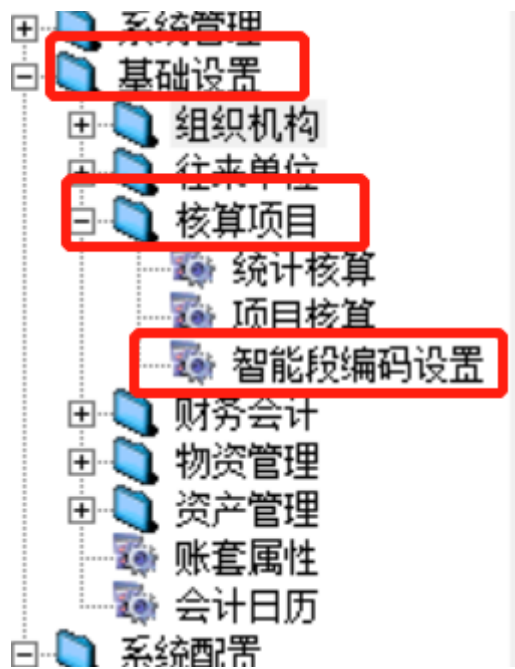 系统管理
基础设置
组织机构
往来单位
核算项目
统计核算
项目核算
智能段编码设置
财务会计
物资管理
资产管理
账套属性
会计日历
系统配置